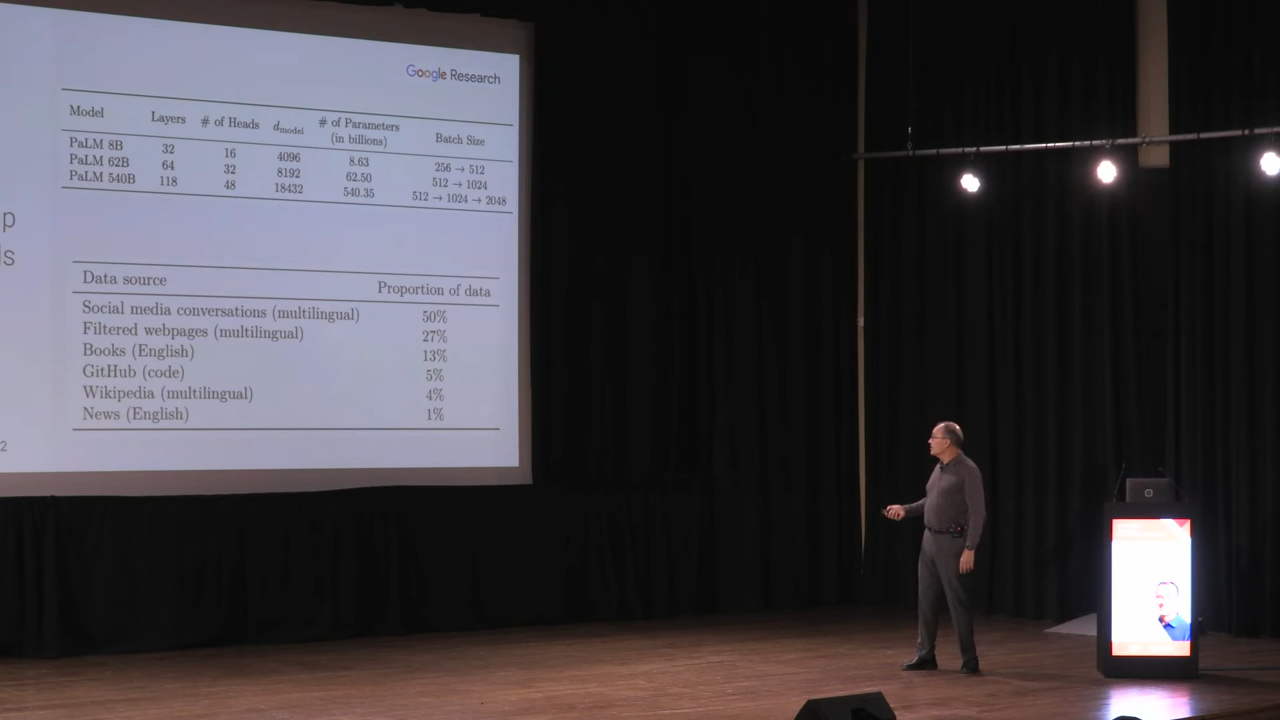 Google Research
Model Layers # of Heads dmodel # of Parameters (in billions) Batch Size
PaLM 8B 32 16 4096 8.63 256 → 512
PaLM 62B 64 32 8192 62.50 512 → 1024
PaLM 540B 118 48 18432 540.35 512 → 1024 → 2048
p
ls
Data source Proportion of data
Social media conversations (multilingual) 50%
Filtered webpages (multilingual) 27%
Books (English) 13%
GitHub (code) 5%
Wikipedia (multilingual) 4%
News (English) 1%
2